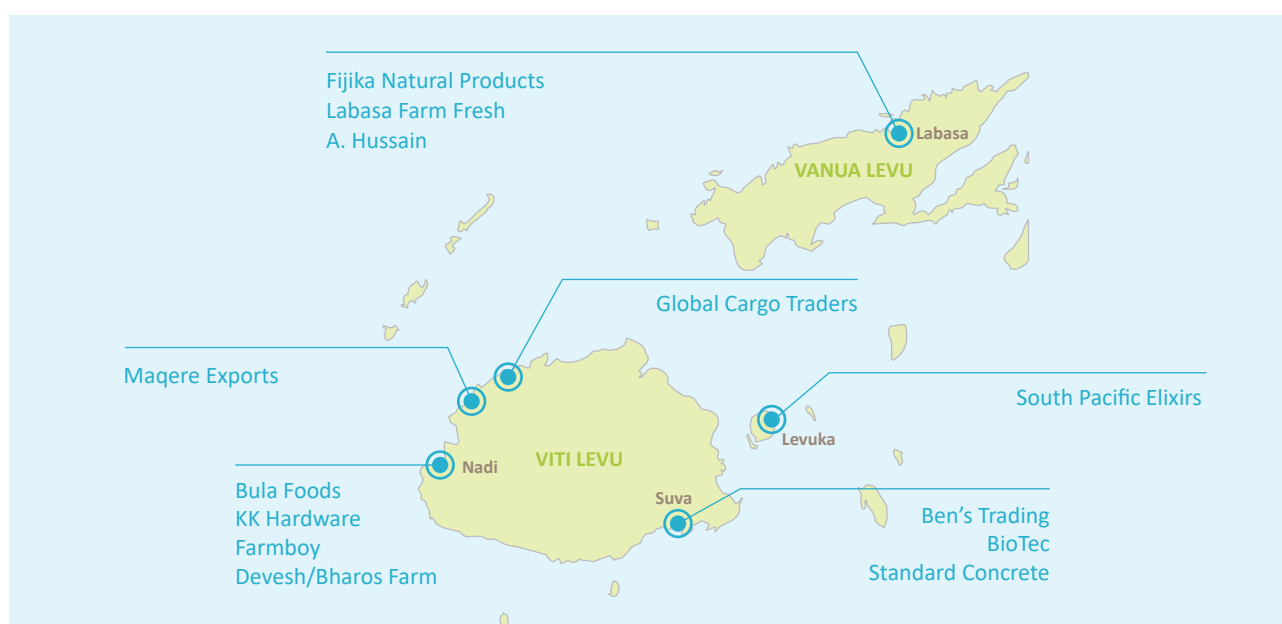 Fijika Natural Products
Labasa Farm Fresh
A. Hussain
Labasa
VANUA LEVU
Global Cargo Traders
Maqere Exports
South Pacific Elixirs
Levuka
VITI LEVU
Nadi
Bula Foods
KK Hardware
Farmboy
Devesh/Bharos Farm
Suva
Ben’s Trading
BioTec
Standard Concrete